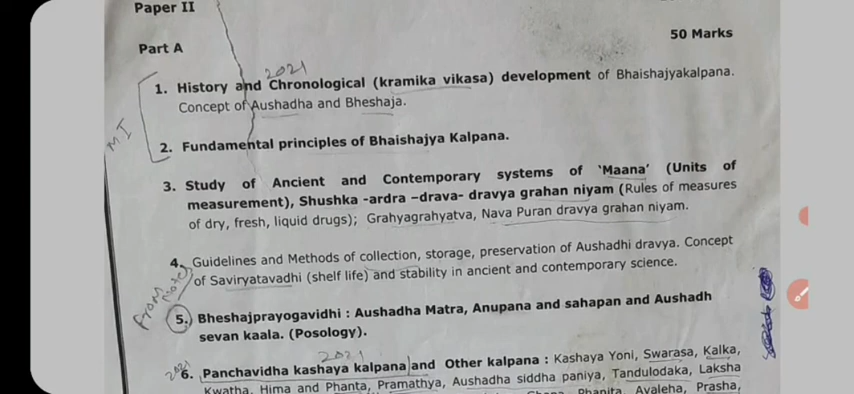 Paper II
50 Marks
Part A
2021
1. History and Chronological (kramika vikasa) development of Bhaishajyakalpana.
Concept of Aushadha and Bheshaja.
M I
2. Fundamental principles of Bhaishajya Kalpana.
3. Study of Ancient and Contemporary systems of 'Maana' (Units of
measurement), Shushka -ardra –drava- dravya grahan niyam (Rules of measures
of dry, fresh, liquid drugs); Grahyagrahyatva, Nava Puran dravya grahan niyam.
4. Guidelines and Methods of collection, storage, preservation of Aushadhi dravya. Concept
of Saviryatavadhi (shelf life) and stability in ancient and contemporary science.
From Notes
5. Bheshajprayogavidhi : Aushadha Matra, Anupana and sahapan and Aushadh
sevan kaala. (Posology).
2021
2021
6. Panchavidha kashaya kalpana and Other kalpana : Kashaya Yoni, Swarasa, Kalka,
Kwatha, Hima and Phanta, Pramathya, Aushadha siddha paniya, Tandulodaka, Laksha
Phanita, Avaleha, Prasha,